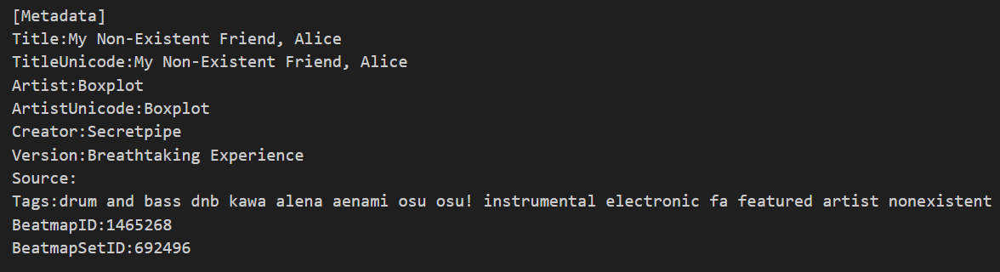 [Metadata]
Title:My Non-Existent Friend, Alice
TitleUnicode:My Non-Existent Friend, Alice
Artist:Boxplot
ArtistUnicode:Boxplot
Creator:Secretpipe
Version:Breathtaking Experience
Source:
Tags:drum and bass dnb kawa alena aenami osu osu! instrumental electronic fa featured artist nonexistent
BeatmapID:1465268
BeatmapSetID:692496